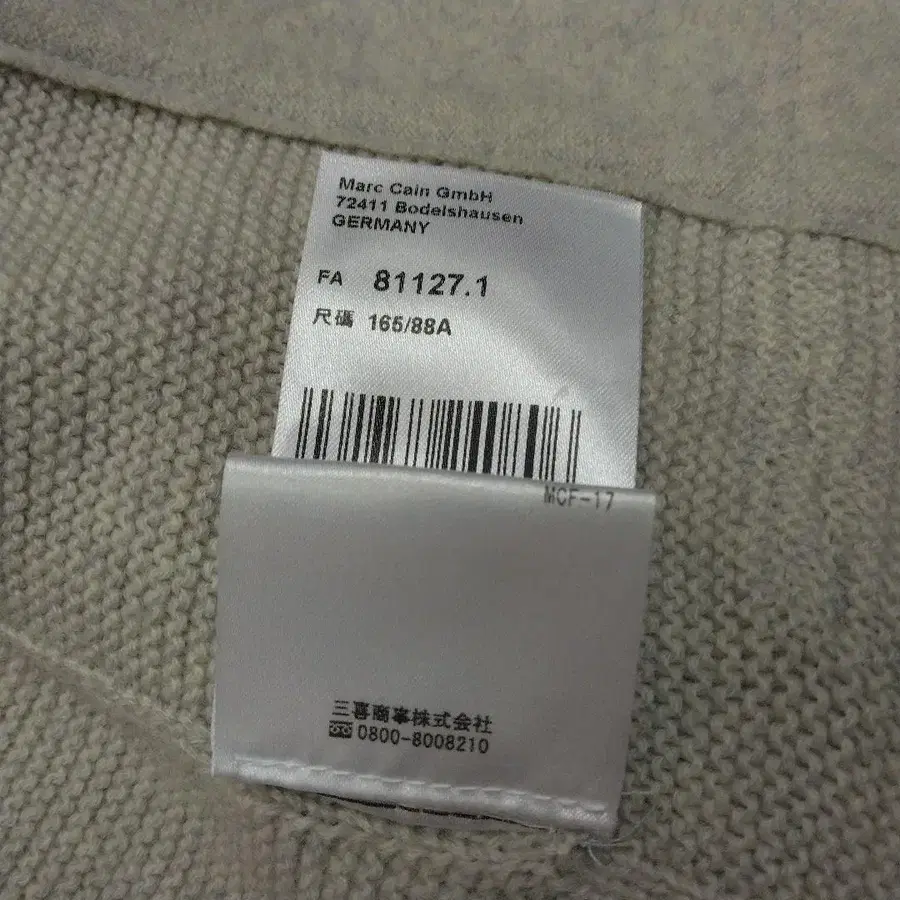 Marc Cain GmbH
72411 Bodelshausen
GERMANY
FA 81127.1
尺碼 165/88A
MCF-17
三喜商事株式会社
0800-8008210